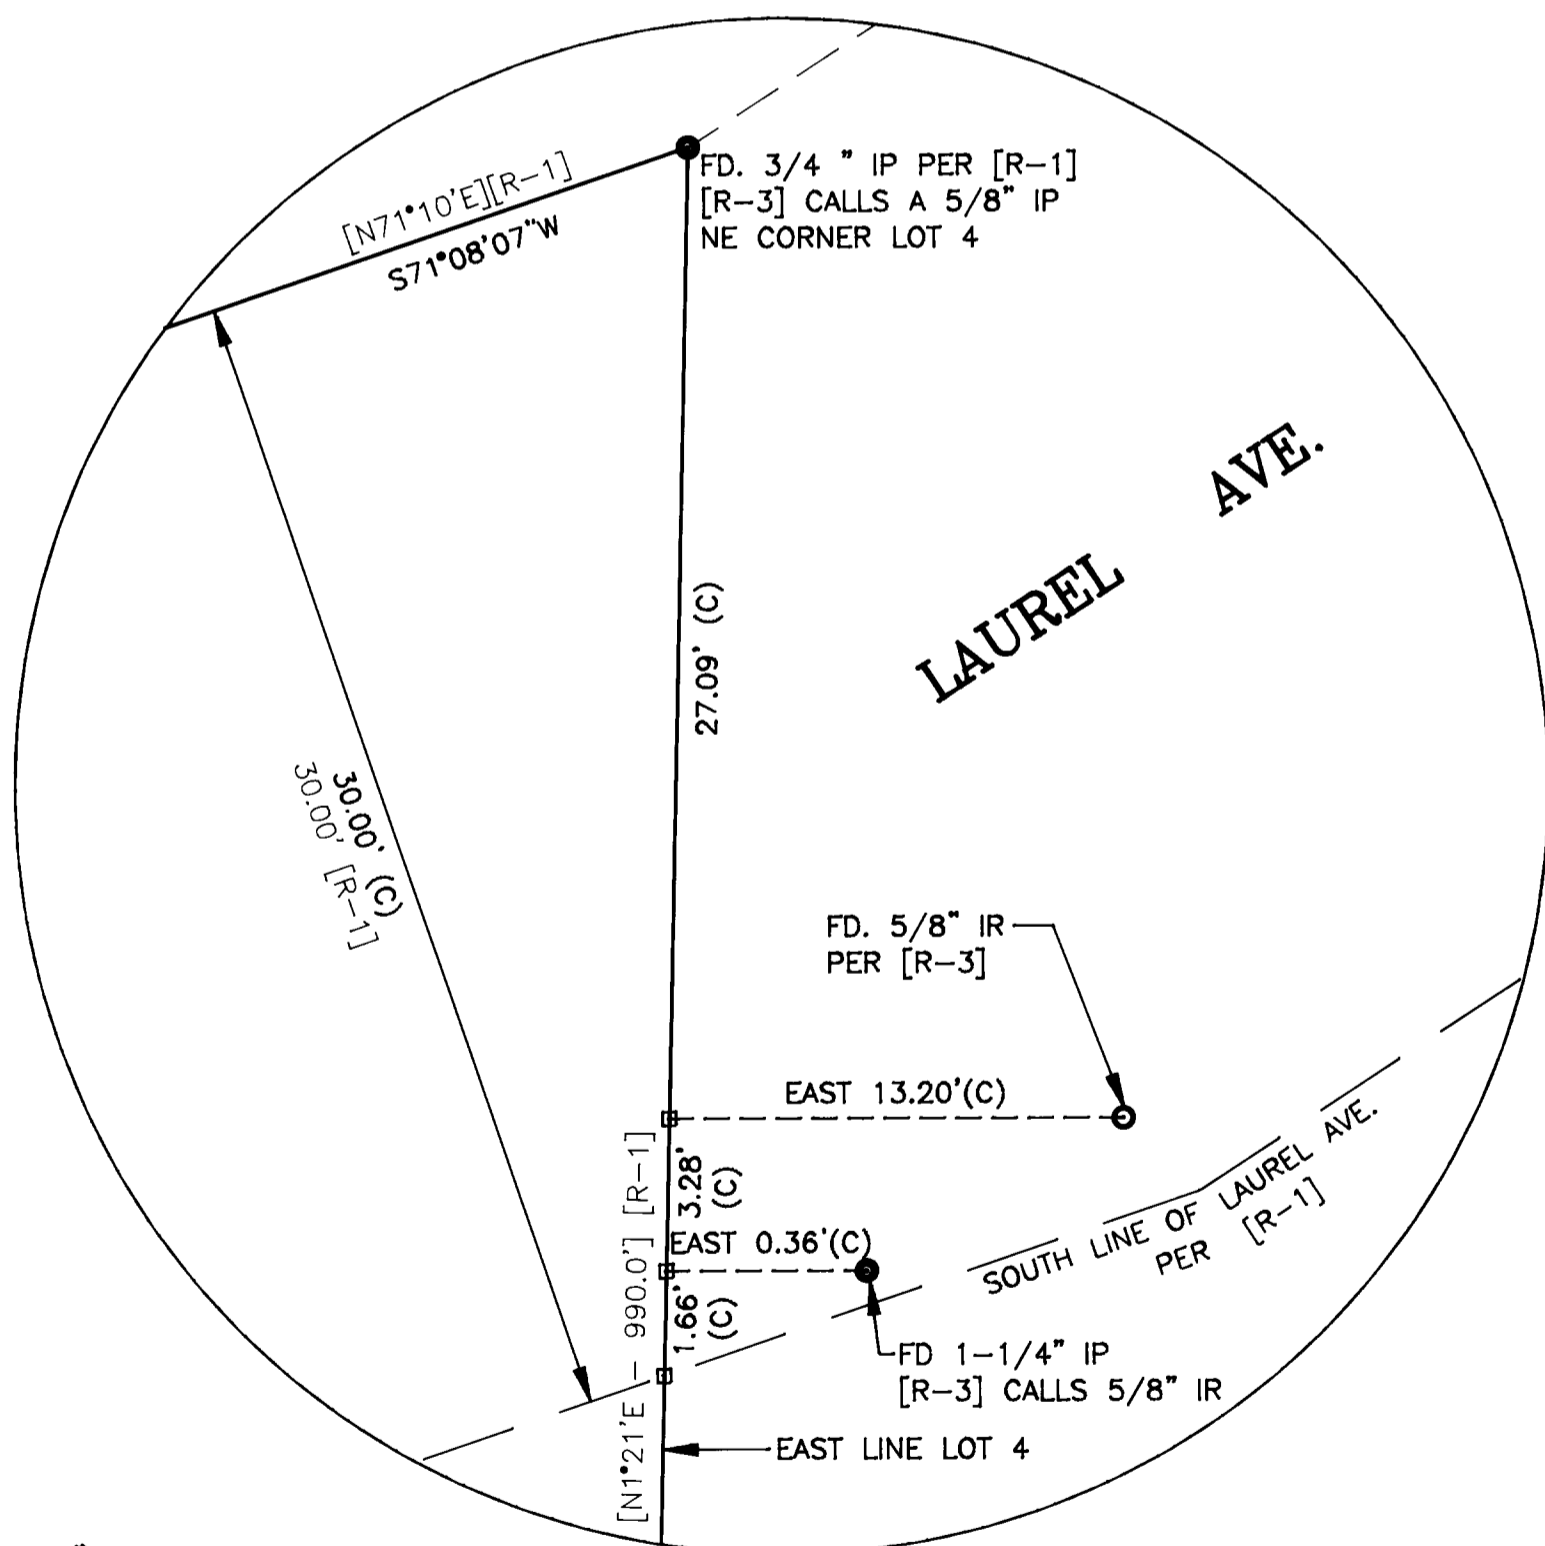 FD. 3/4 " IP PER [R-1]
[R-3] CALLS A 5/8" IP
NE CORNER LOT 4
[N71°10'E][R-1]
S71°08'07"W
LAUREL AVE.
27.09' (C)
30.00' (C)
30.00' [R-1]
FD. 5/8" IR
PER [R-3]
EAST 13.20'(C)
3.28'
(C)
EAST 0.36'(C)
1.66'
(C)
[N1°21'E - 990.0'] [R-1]
SOUTH LINE OF LAUREL AVE.
PER [R-1]
FD 1-1/4" IP
[R-3] CALLS 5/8" IR
EAST LINE LOT 4